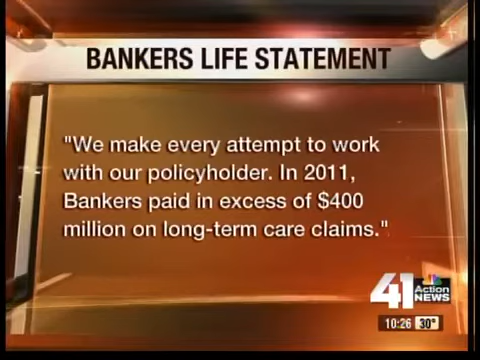 BANKERS LIFE STATEMENT
"We make every attempt to work
with our policyholder. In 2011,
Bankers paid in excess of $400
million on long-term care claims."
41 Action
NEWS
10:26 30°